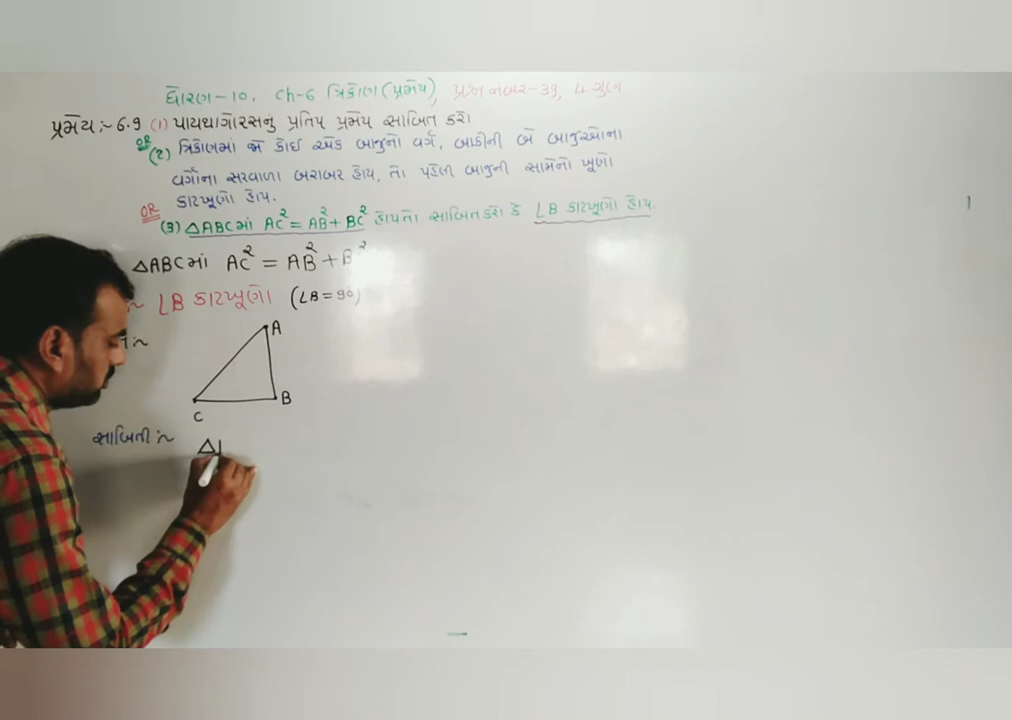 ધોરણ-10, ch-6 ત્રિકોણ(પ્રમેય), પ્રશ્ન નંબર-39, 4 ગુણ
પ્રમેય:~ 6.9 (1) પાયથાગોરસનું પ્રતિપ પ્રમેય સાબિત કરો
OR (2) ત્રિકોણમાં જો કોઈ એક બાજુનો વર્ગ, બાકીની બે બાજુઓના
વર્ગોના સરવાળા બરાબર હોય, તો પહેલી બાજુની સામેનો ખૂણો
કાટખૂણો હોય.
OR (3) △ABCમાં AC² = AB² + BC² હોયતો સાબિતકરો કે ∠B કાટખૂણો હોય.
△ABCમાં AC² = AB² + B ²
:~ ∠B કાટખૂણો (∠B = 90)
:~
A
B
C
સાબિતી :~ △